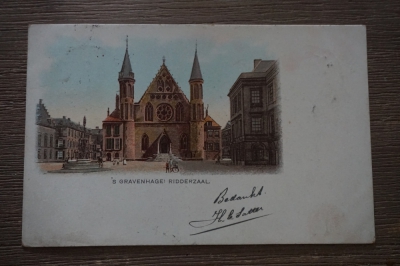 'S GRAVENHAGE! RIDDERZAAL.
Bedankt